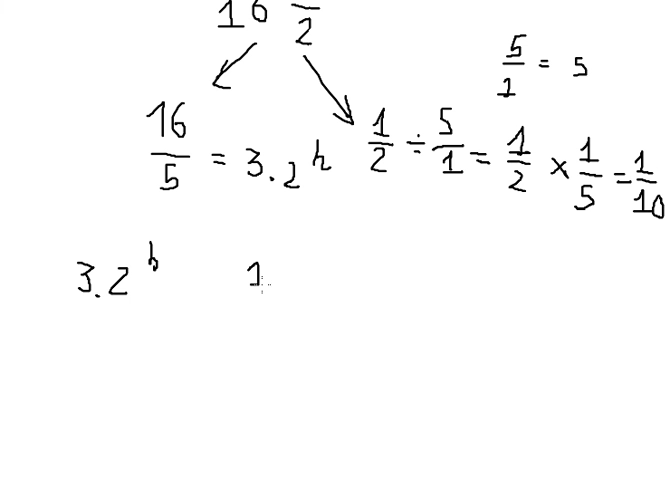 16 1/2
5/1 = 5
16/5 = 3.2 h
1/2 ÷ 5/1 = 1/2 × 1/5 = 1/10
3.2 h 1